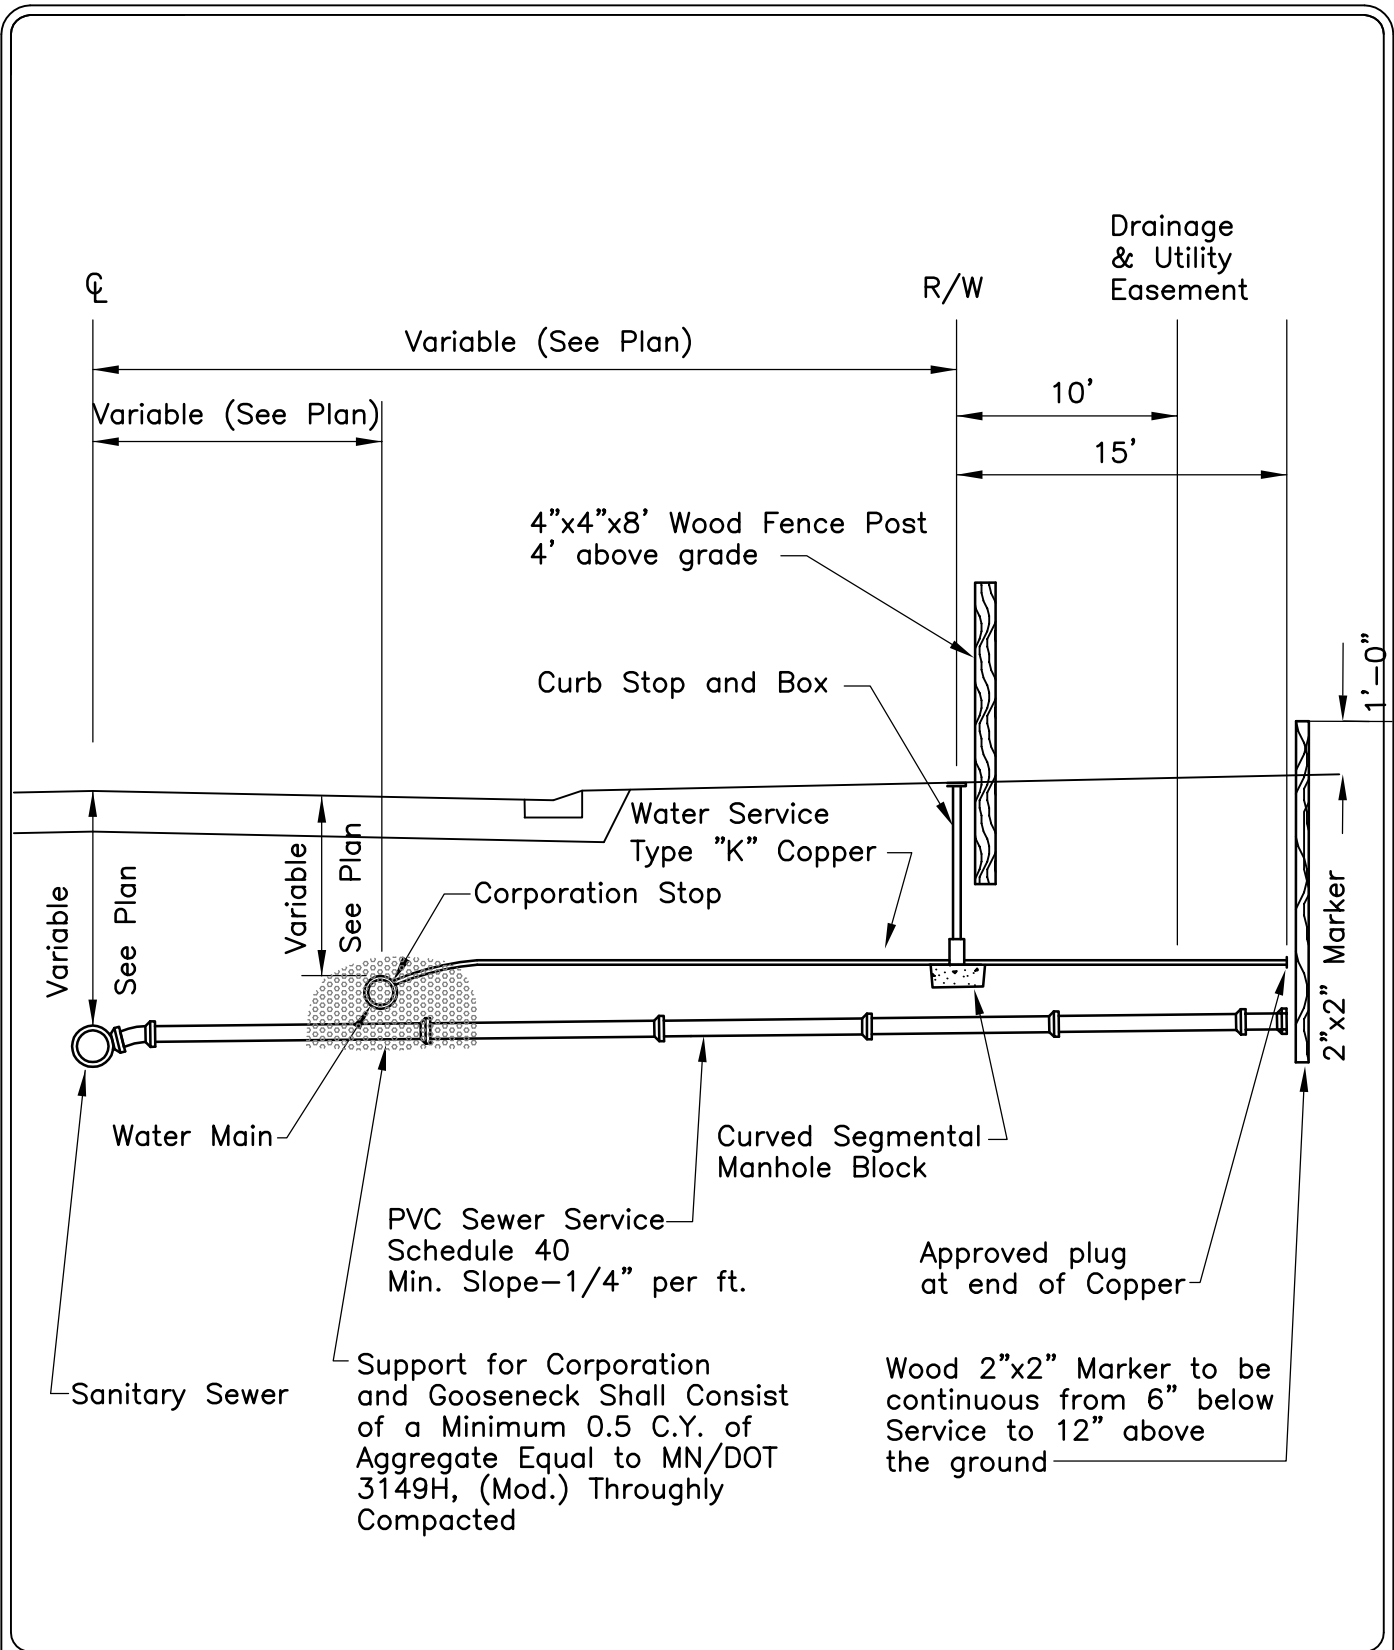 Drainage
& Utility
Easement
℄
R/W
Variable (See Plan)
10'
Variable (See Plan)
15'
4"x4"x8' Wood Fence Post
4' above grade
1'-0"
Curb Stop and Box
Water Service
Type "K" Copper
Variable
See Plan
Variable
See Plan
Corporation Stop
2"x2" Marker
Water Main
Curved Segmental
Manhole Block
PVC Sewer Service
Schedule 40
Min. Slope-1/4" per ft.
Approved plug
at end of Copper
Sanitary Sewer
Support for Corporation
and Gooseneck Shall Consist
of a Minimum 0.5 C.Y. of
Aggregate Equal to MN/DOT
3149H, (Mod.) Throughly
Compacted
Wood 2"x2" Marker to be
continuous from 6" below
Service to 12" above
the ground